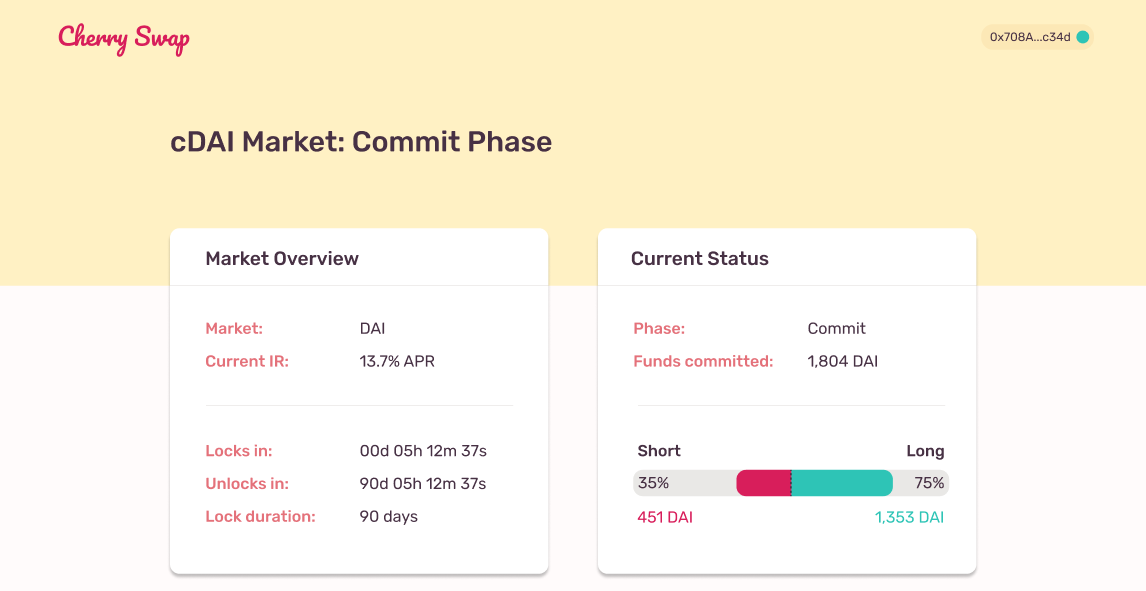 Cherry Swap
0x708A...c34d
cDAI Market: Commit Phase
Market Overview
Market: DAI
Current IR: 13.7% APR
Locks in: 00d 05h 12m 37s
Unlocks in: 90d 05h 12m 37s
Lock duration: 90 days
Current Status
Phase: Commit
Funds committed: 1,804 DAI
Short Long
35% 75%
451 DAI 1,353 DAI